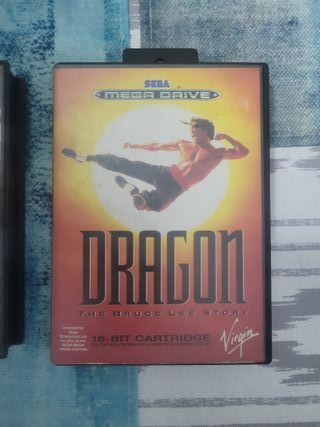 SEGA
MEGA DRIVE
DRAGON
THE BRUCE LEE STORY
16-BIT CARTRIDGE
Virgin